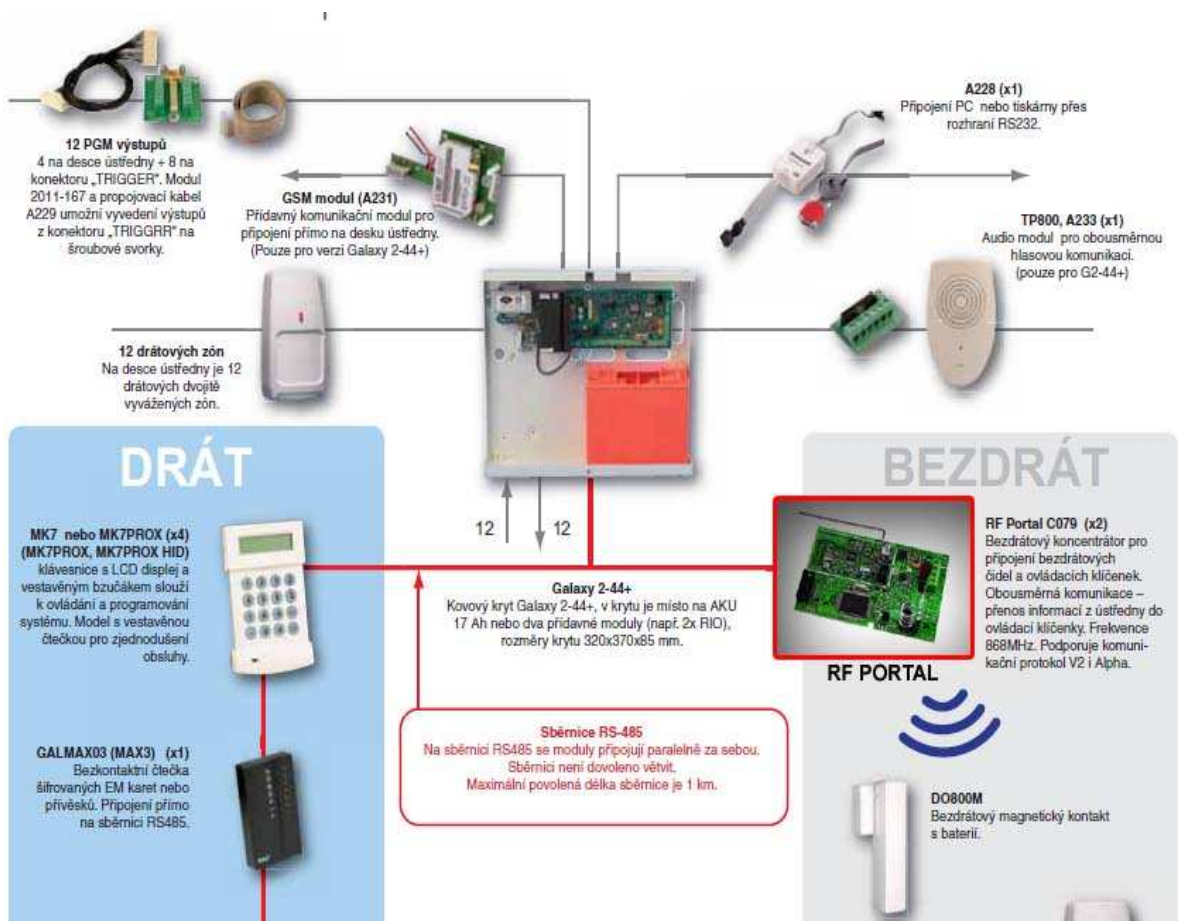 12 PGM výstupů
4 na desce ústředny + 8 na
konektoru „TRIGGER". Modul
2011-167 a propojovací kabel
A229 umožní vyvedení výstupů
z konektoru „TRIGGRR" na
šroubové svorky.
GSM modul (A231)
Přídavný komunikační modul pro
připojení přímo na desku ústředny.
(Pouze pro verzi Galaxy 2-44+)
A228 (x1)
Připojení PC nebo tiskárny přes
rozhraní RS232.
TP800, A233 (x1)
Audio modul pro obousměrnou
hlasovou komunikaci.
(pouze pro G2-44+)
12 drátových zón
Na desce ústředny je 12
drátových dvojitě
vyvážených zón.
DRÁT
BEZDRÁT
12
12
MK7 nebo MK7PROX (x4)
(MK7PROX, MK7PROX HID)
klávesnice s LCD displej a
vestavěným bzučákem slouží
k ovládání a programování
systému. Model s vestavěnou
čtečkou pro zjednodušení
obsluhy.
Galaxy 2-44+
Kovový kryt Galaxy 2-44+, v krytu je místo na AKU
17 Ah nebo dva přídavné moduly (např. 2x RIO),
rozměry krytu 320x370x85 mm.
RF Portal C079 (x2)
Bezdrátový koncentrátor pro
připojení bezdrátových
čidel a ovládacích klíčenek.
Obousměrná komunikace –
přenos informací z ústředny do
ovládací klíčenky. Frekvence
868MHz. Podporuje komuni-
kační protokol V2 i Alpha.
RF PORTAL
Sběrnice RS-485
Na sběrnici RS485 se moduly připojují paralelně za sebou.
Sběrnici není dovoleno větvit.
Maximální povolená délka sběrnice je 1 km.
GALMAX03 (MAX3) (x1)
Bezkontaktní čtečka
šifrovaných EM karet nebo
přívěsků. Připojení přímo
na sběrnici RS485.
DO800M
Bezdrátový magnetický kontakt
s baterií.